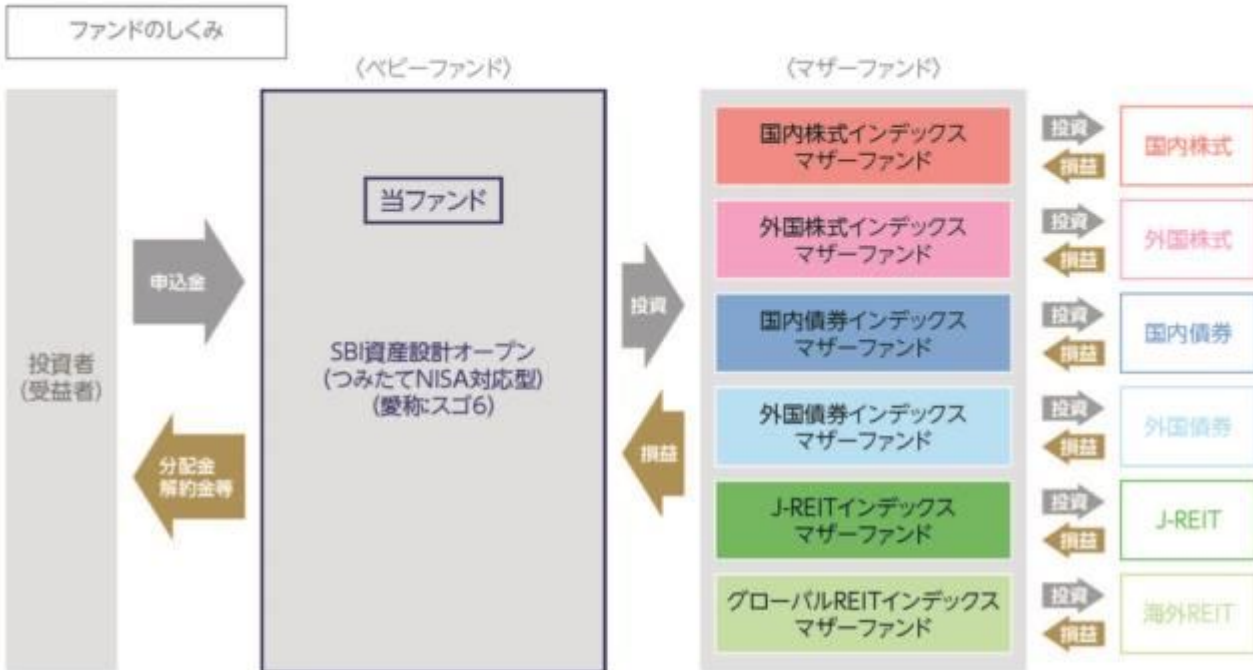 ファンドのしくみ
〈ベビーファンド〉
〈マザーファンド〉
投資者
(受益者)
申込金
分配金
解約金等
当ファンド
SBI資産設計オープン
(つみたてNISA対応型)
(愛称:スゴ6)
投資
損益
国内株式インデックス
マザーファンド
投資
損益
国内株式
外国株式インデックス
マザーファンド
投資
損益
外国株式
国内債券インデックス
マザーファンド
投資
損益
国内債券
外国債券インデックス
マザーファンド
投資
損益
外国債券
J-REITインデックス
マザーファンド
投資
損益
J-REIT
グローバルREITインデックス
マザーファンド
投資
損益
海外REIT